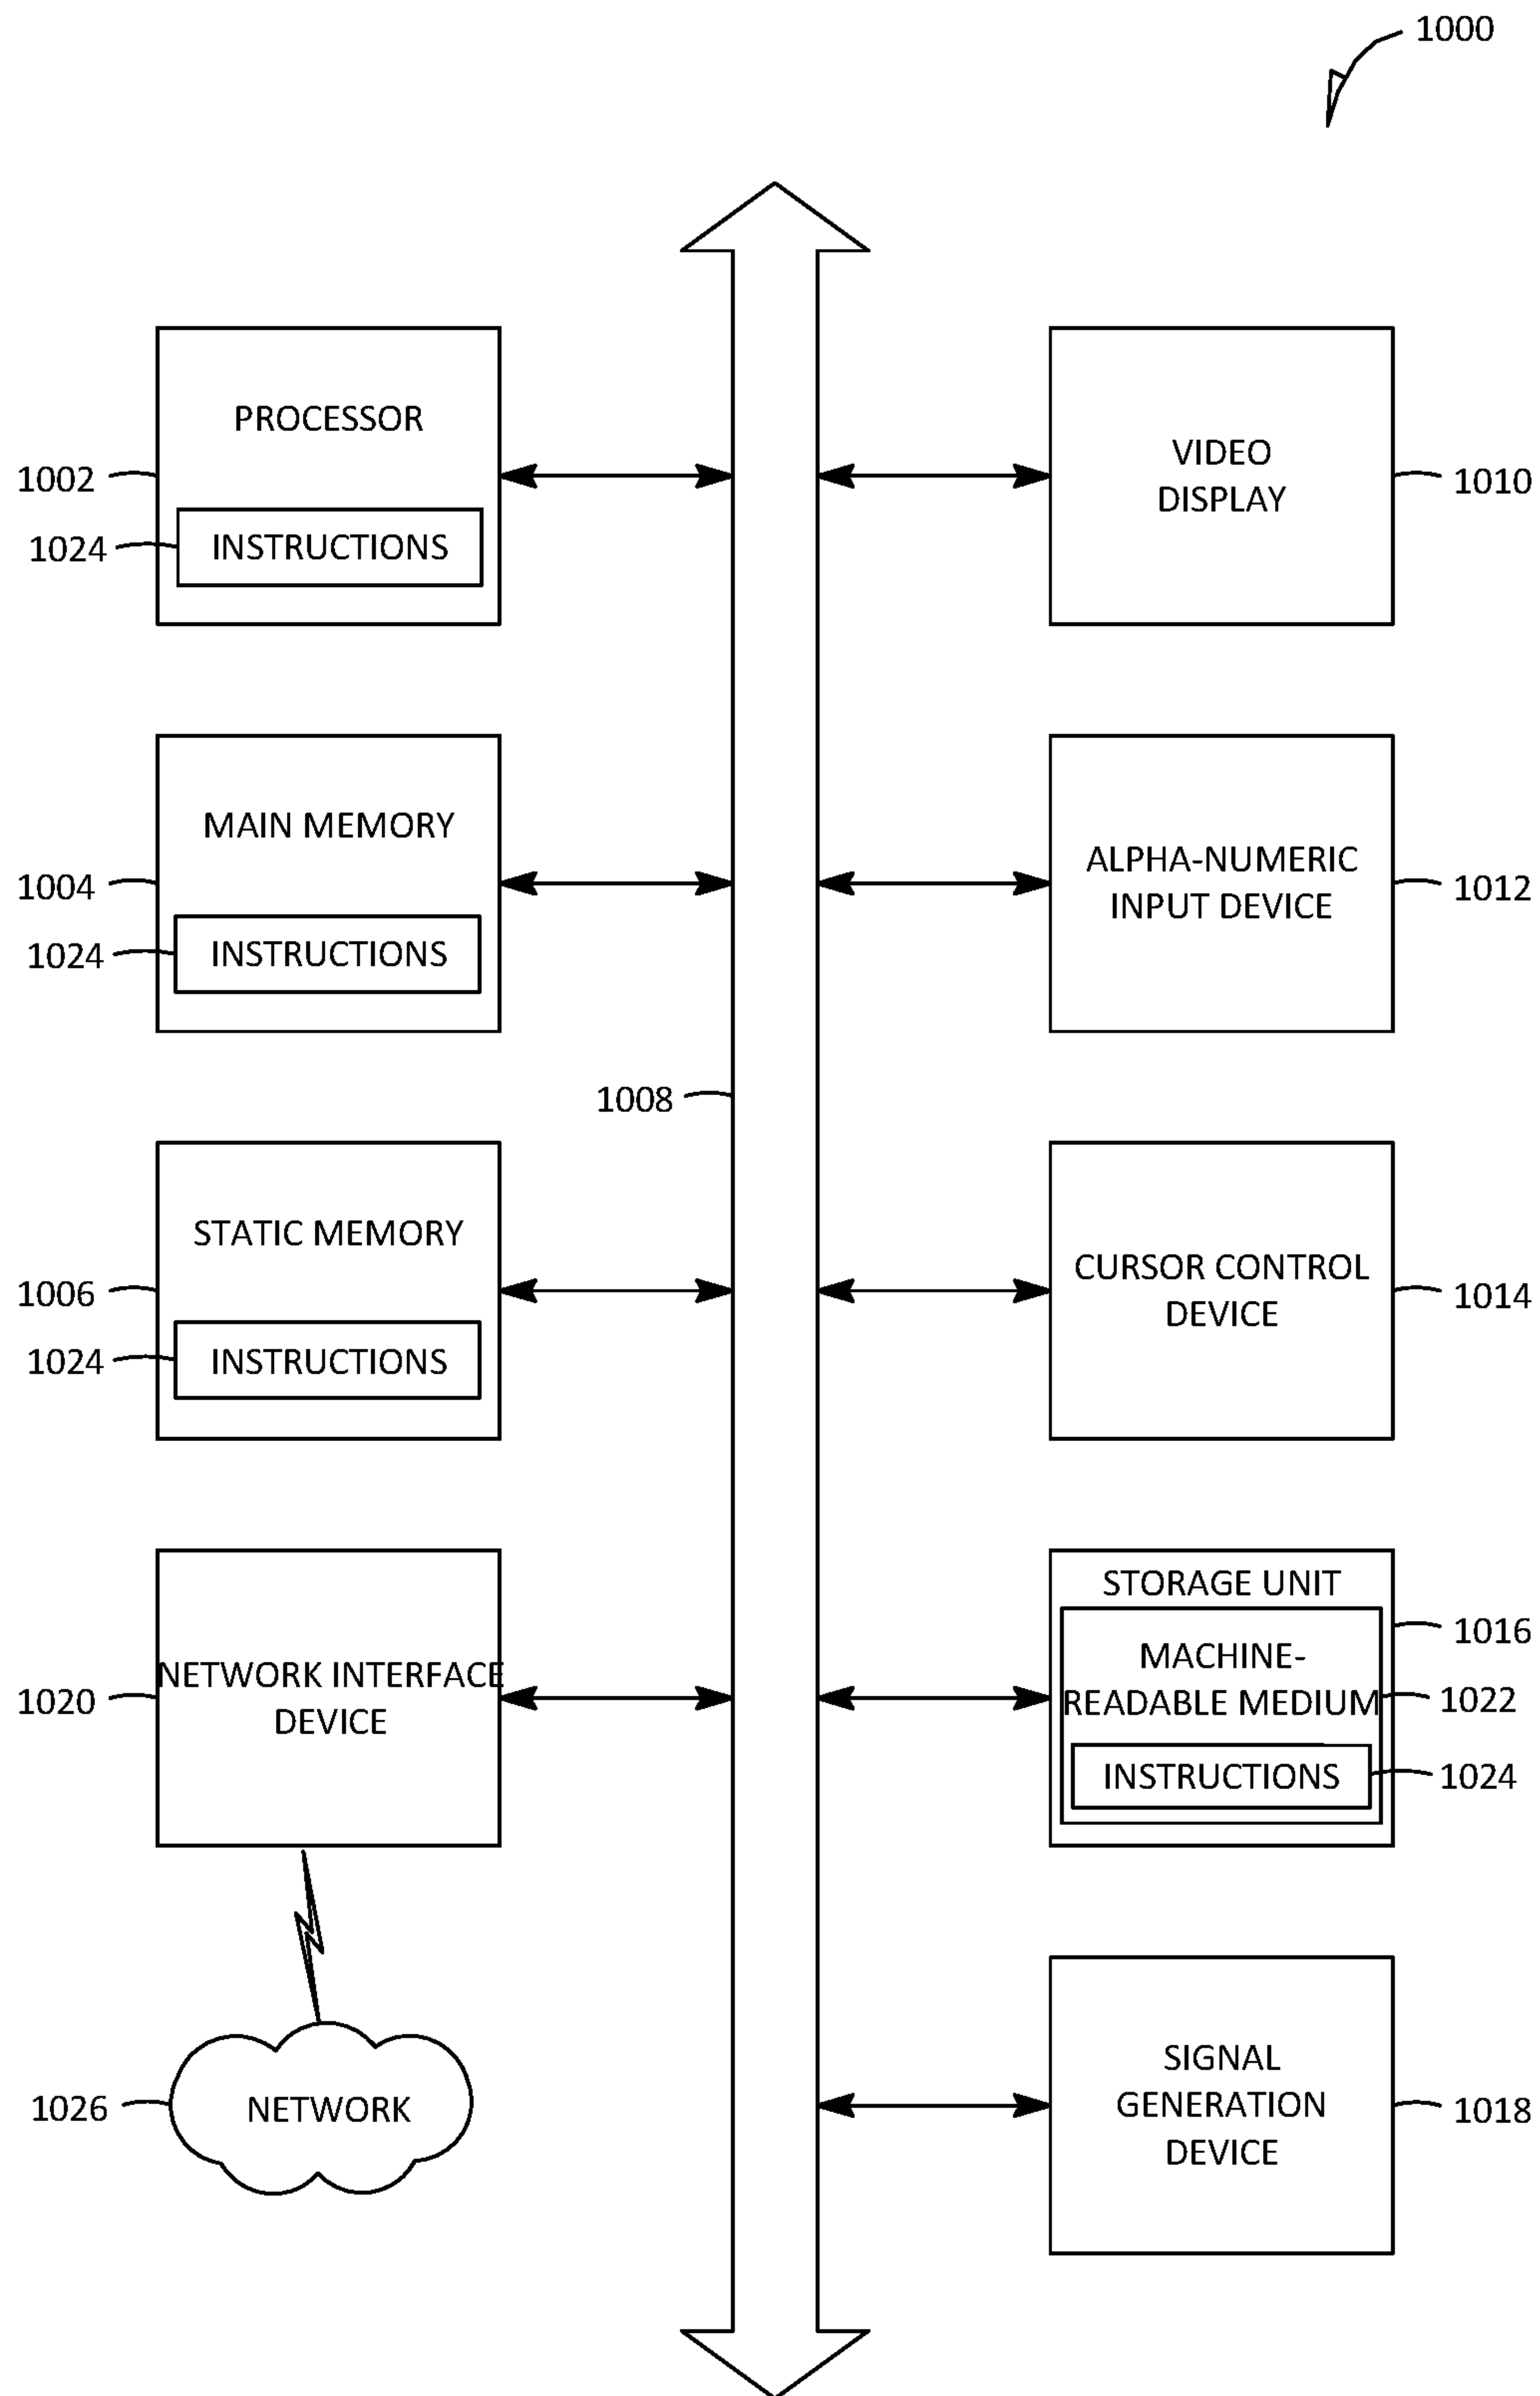 1000
PROCESSOR
1002
1024
INSTRUCTIONS
VIDEO
DISPLAY
1010
MAIN MEMORY
1004
1024
INSTRUCTIONS
ALPHA-NUMERIC
INPUT DEVICE
1012
1008
STATIC MEMORY
1006
1024
INSTRUCTIONS
CURSOR CONTROL
DEVICE
1014
NETWORK INTERFACE
DEVICE
1020
STORAGE UNIT
1016
MACHINE-
READABLE MEDIUM
1022
INSTRUCTIONS
1024
NETWORK
1026
SIGNAL
GENERATION
DEVICE
1018